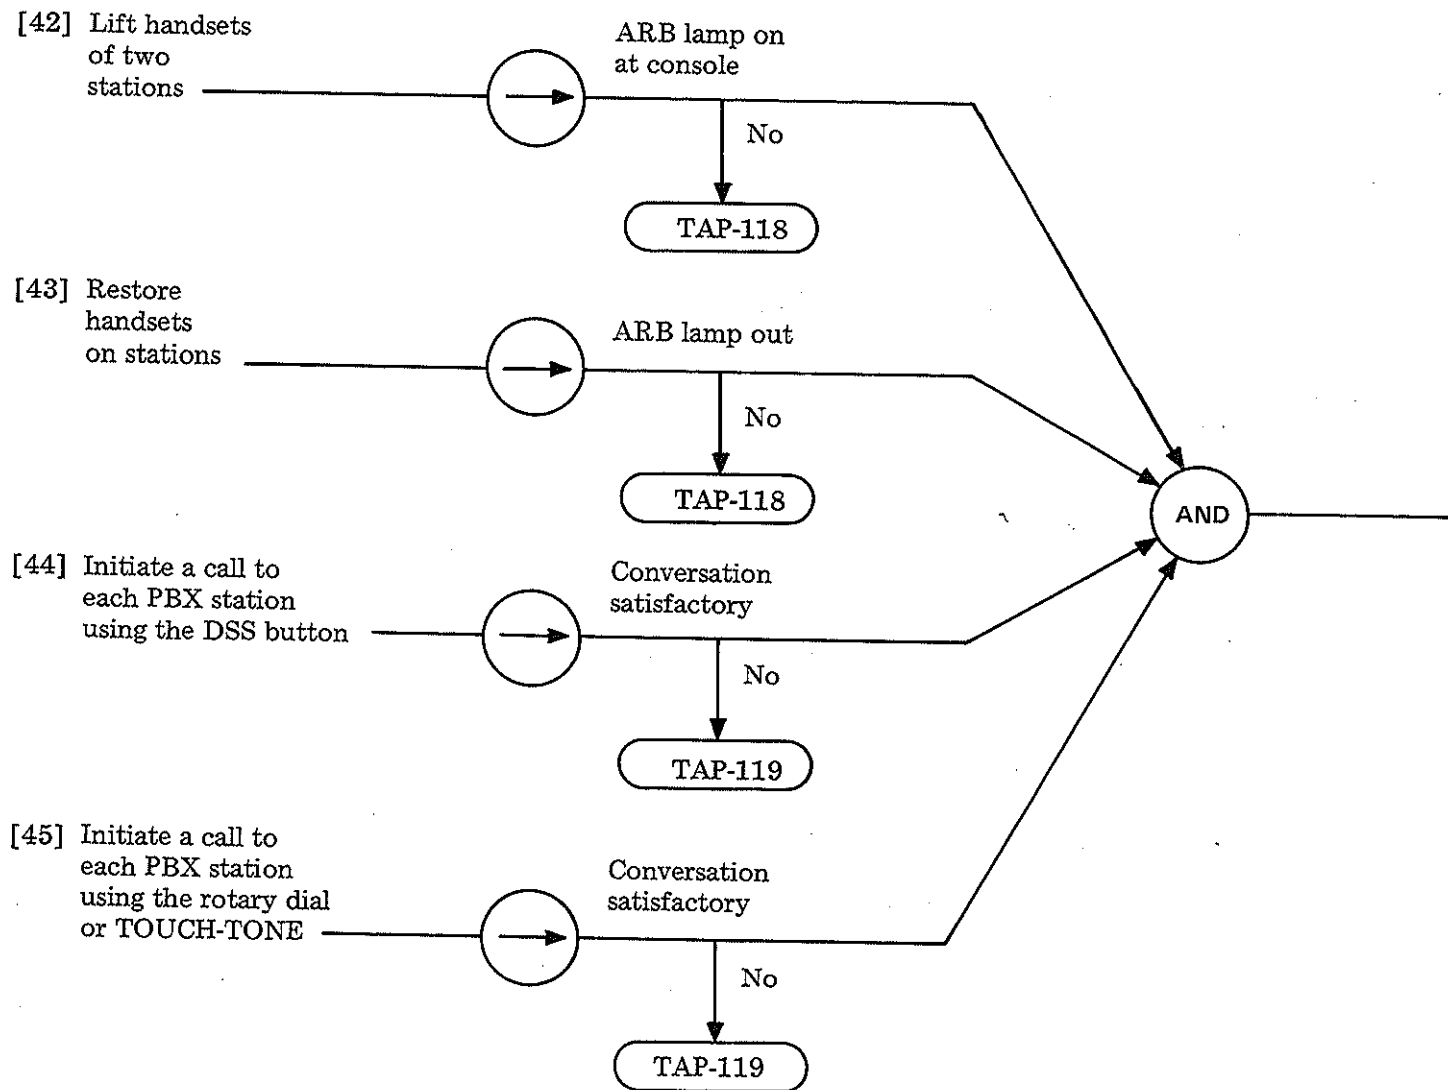 [42] Lift handsets
of two
stations
ARB lamp on
at console
No
TAP-118
[43] Restore
handsets
on stations
ARB lamp out
No
TAP-118
AND
[44] Initiate a call to
each PBX station
using the DSS button
Conversation
satisfactory
No
TAP-119
[45] Initiate a call to
each PBX station
using the rotary dial
or TOUCH-TONE
Conversation
satisfactory
No
TAP-119